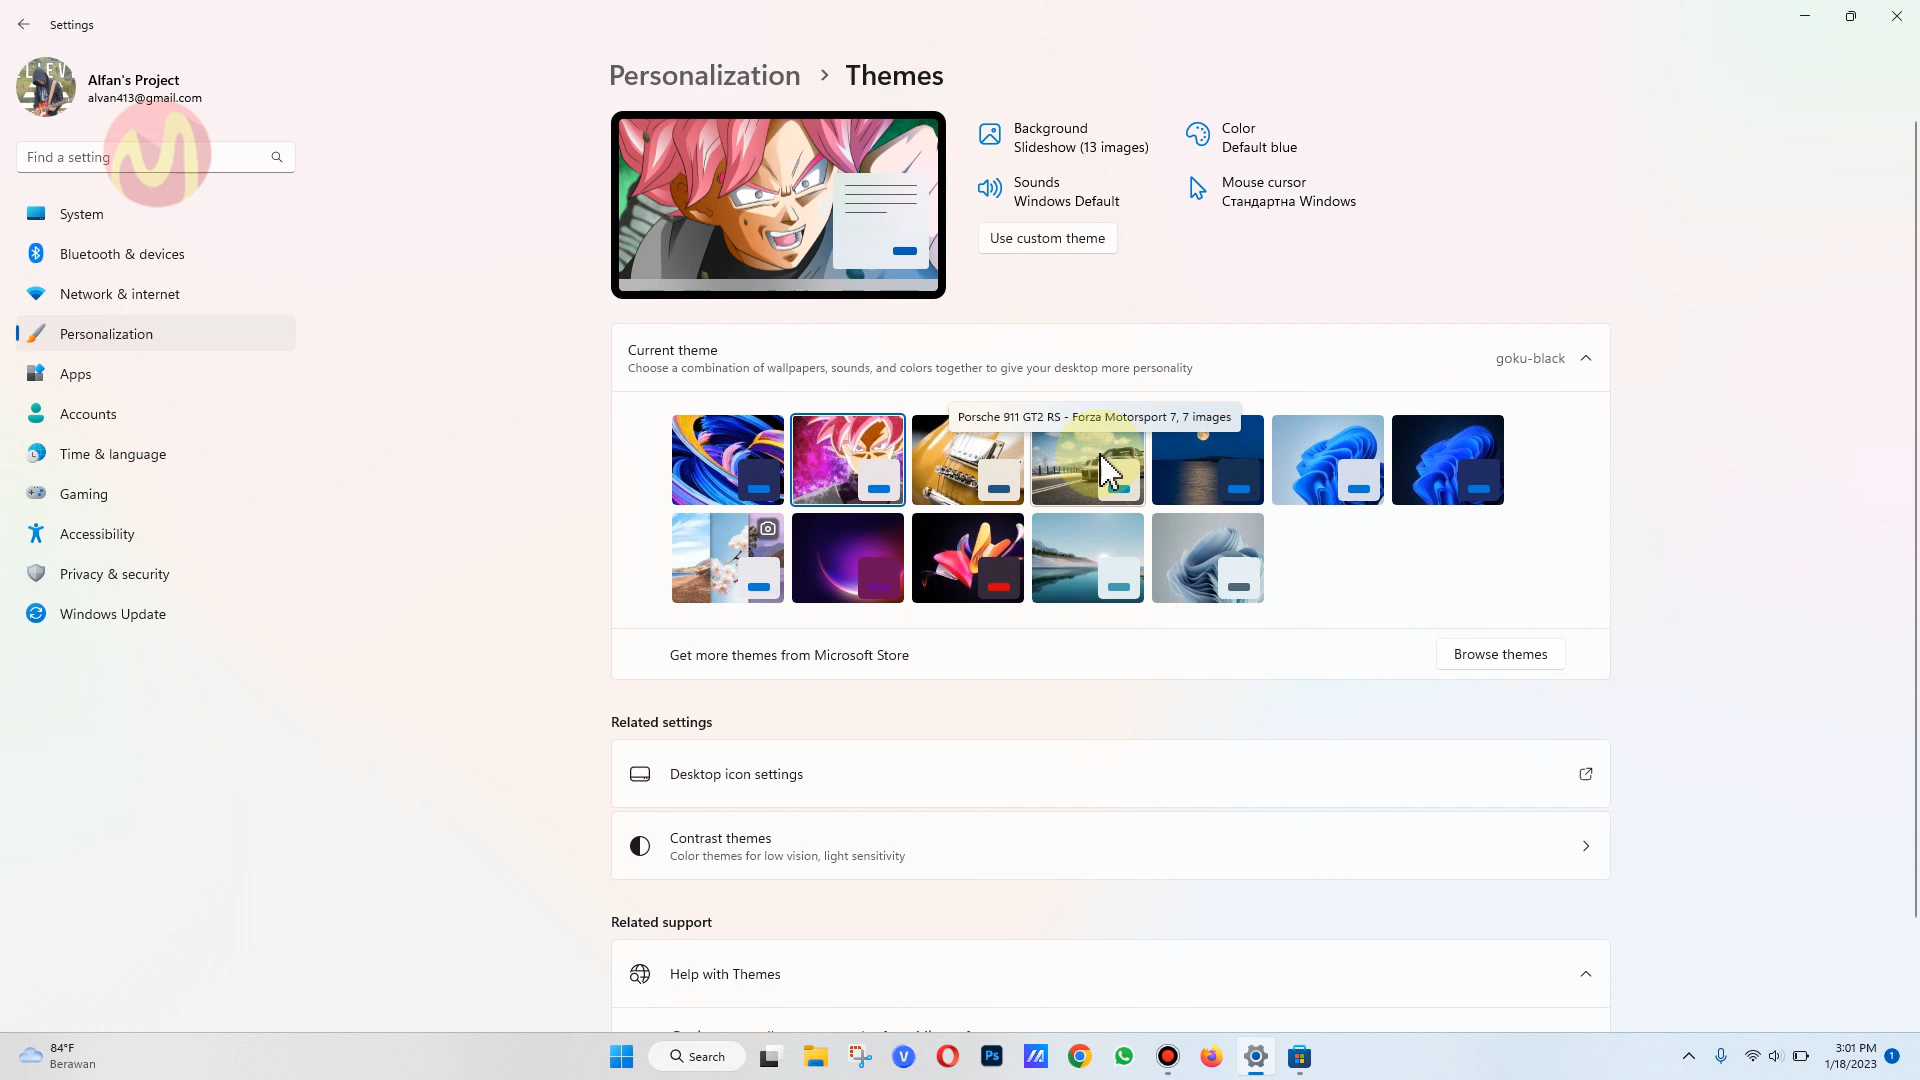 Settings
Alfan's Project
alvan413@gmail.com
Find a setting
System
Bluetooth & devices
Network & internet
Personalization
Apps
Accounts
Time & language
Gaming
Accessibility
Privacy & security
Windows Update
Personalization > Themes
Background
Slideshow (13 images)
Color
Default blue
Sounds
Windows Default
Mouse cursor
Стандартна Windows
Use custom theme
Current theme
Choose a combination of wallpapers, sounds, and colors together to give your desktop more personality
goku-black
Porsche 911 GT2 RS - Forza Motorsport 7, 7 images
Get more themes from Microsoft Store
Browse themes
Related settings
Desktop icon settings
Contrast themes
Color themes for low vision, light sensitivity
Related support
Help with Themes
84°F
Berawan
Search
V
Ps
3:01 PM
1/18/2023
1